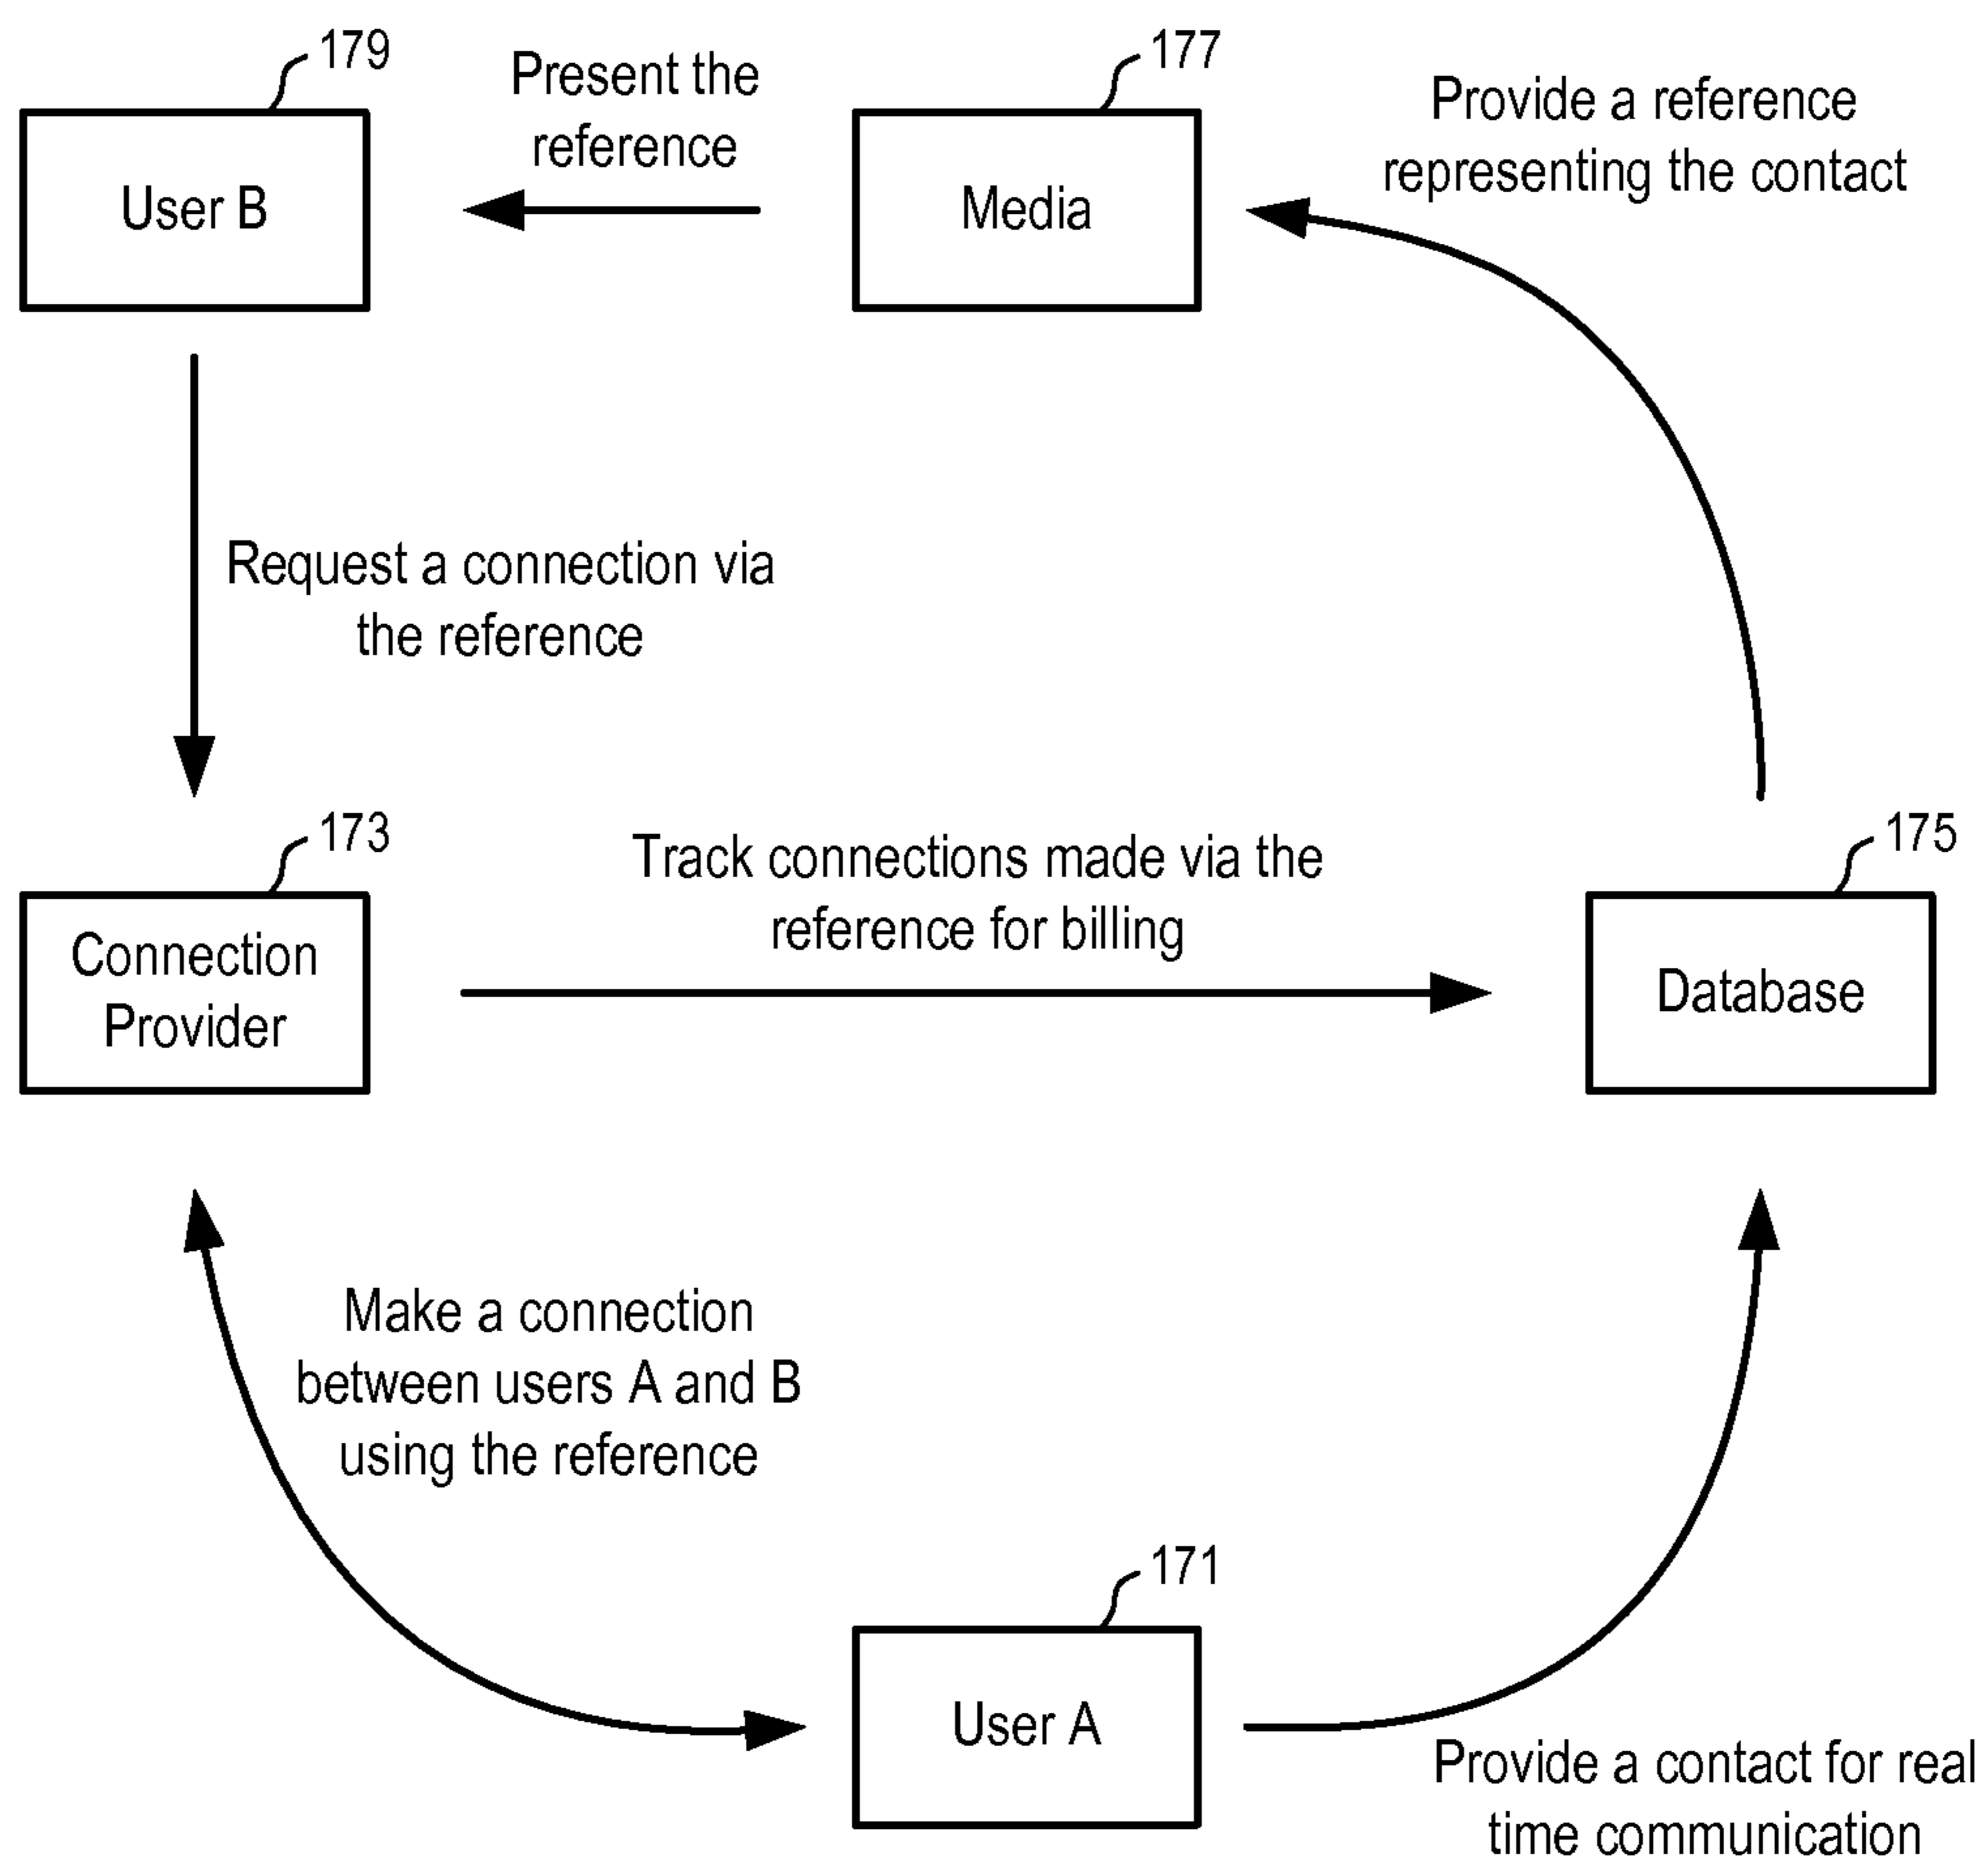 179
Present the
reference
177
Provide a reference
representing the contact
User B
Media
Request a connection via
the reference
173
Track connections made via the
reference for billing
175
Connection
Provider
Database
Make a connection
between users A and B
using the reference
171
User A
Provide a contact for real
time communication